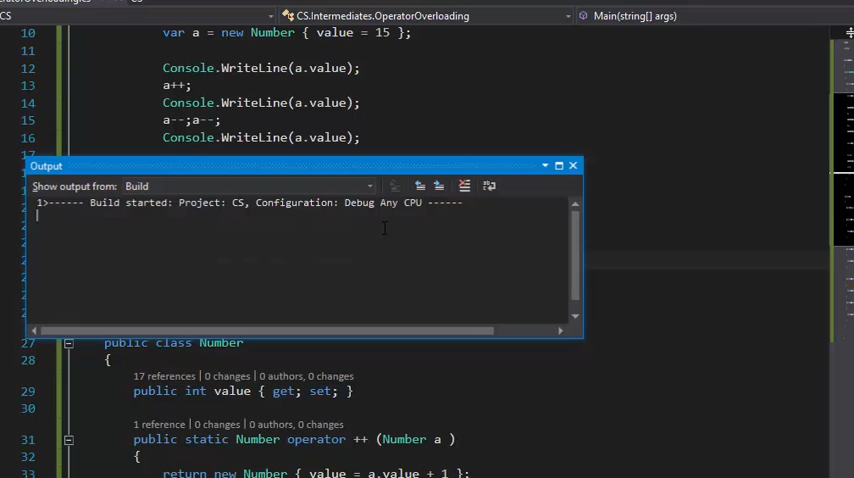 CS
CS.Intermediates.OperatorOverloading
Main(string[] args)
10 var a = new Number { value = 15 };
11
12 Console.WriteLine(a.value);
13 a++;
14 Console.WriteLine(a.value);
15 a--;a--;
16 Console.WriteLine(a.value);
Output
Show output from: Build
1>------ Build started: Project: CS, Configuration: Debug Any CPU ------
27 public class Number
28 {
17 references | 0 changes | 0 authors, 0 changes
29 public int value { get; set; }
30
1 reference | 0 changes | 0 authors, 0 changes
31 public static Number operator ++ (Number a )
32 {
33 return new Number { value = a.value + 1 };